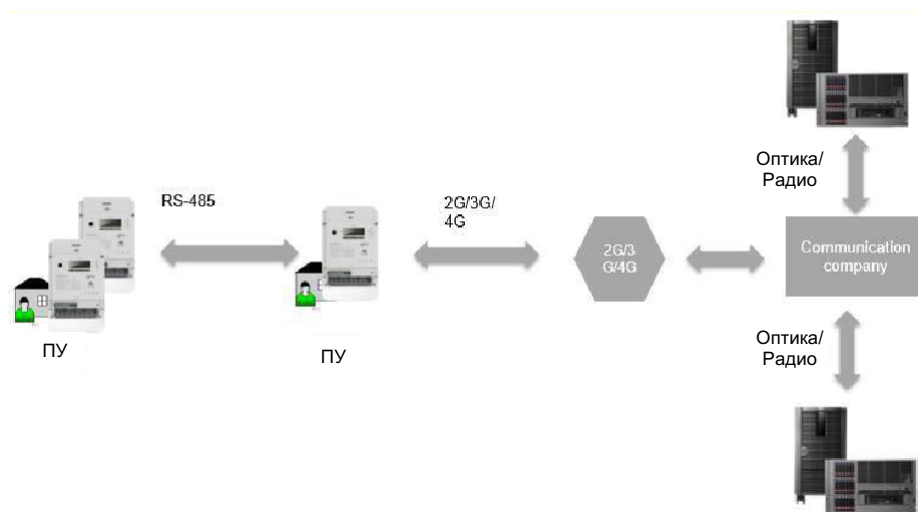 Оптика/
Радио
RS-485
2G/3G/
4G
2G/3
G/4G
Communication
company
Оптика/
Радио
ПУ
ПУ